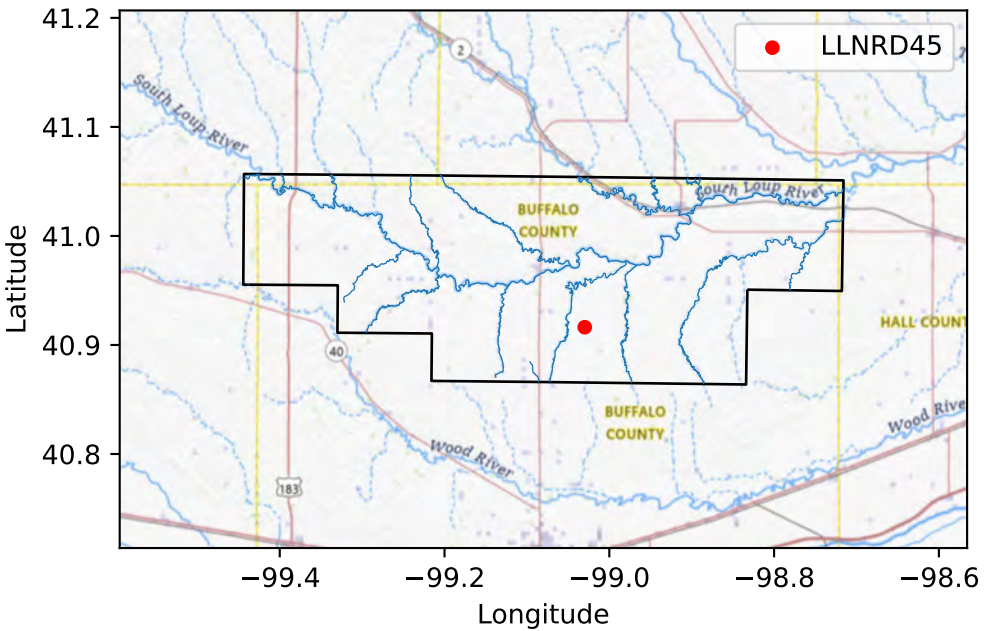 41.2
41.1
41.0
40.9
40.8
Latitude
2
LLNRD45
South Loup River
South Loup River
BUFFALO
COUNTY
HALL COUNT
40
BUFFALO
COUNTY
Wood River
Wood Rive
183
−99.4
−99.2
−99.0
−98.8
−98.6
Longitude